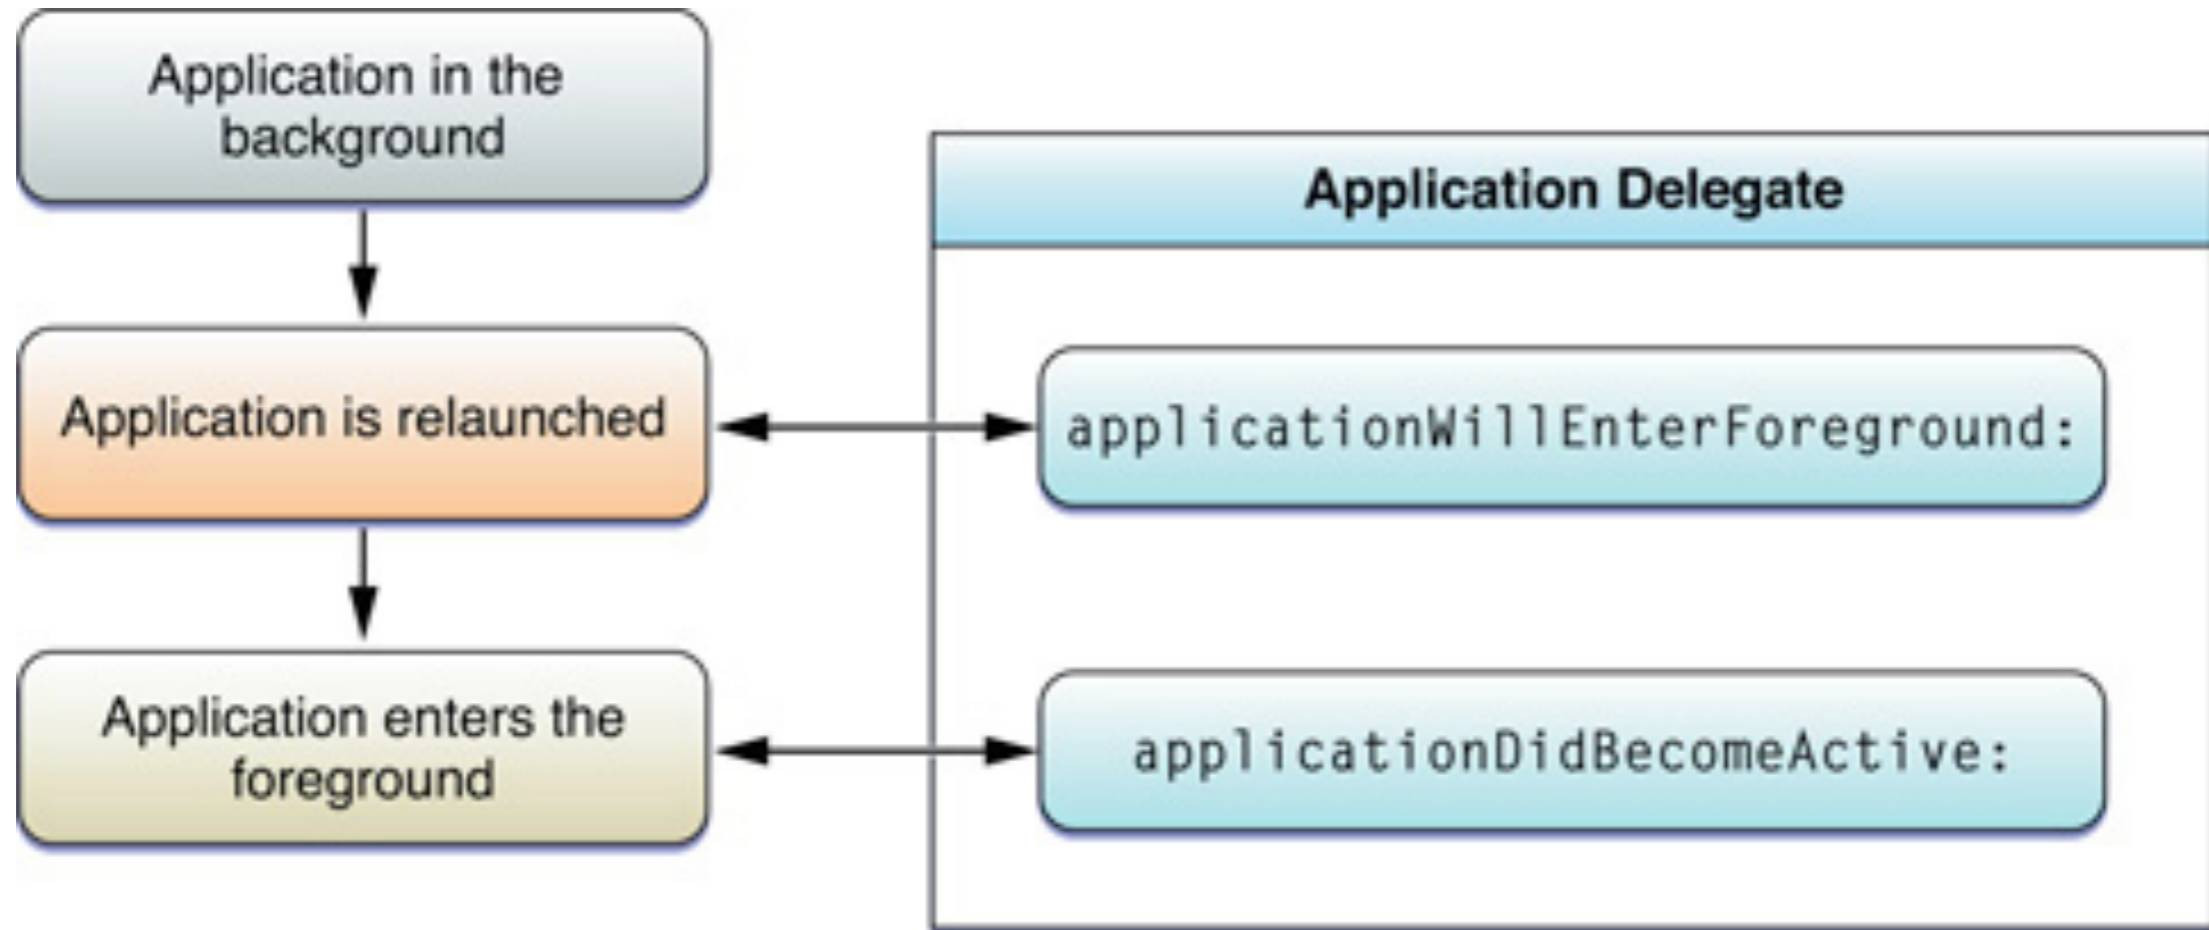 Application in the
background
Application Delegate
Application is relaunched
applicationWillEnterForeground:
Application enters the
foreground
applicationDidBecomeActive: